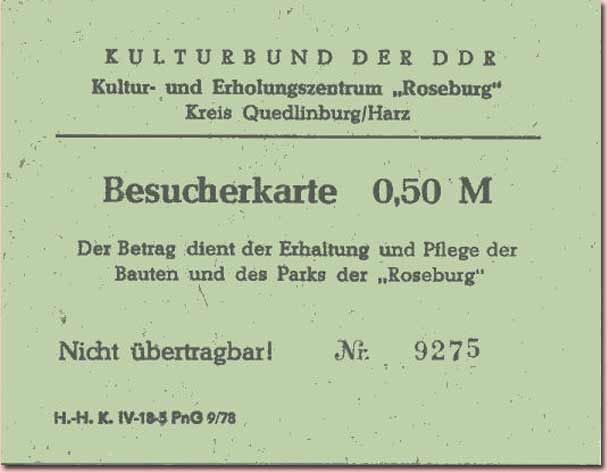 KULTURBUND DER DDR
Kultur- und Erholungszentrum „Roseburg“
Kreis Quedlinburg/Harz
Besucherkarte 0,50 M
Der Betrag dient der Erhaltung und Pflege der
Bauten und des Parks der „Roseburg“
Nicht übertragbar! Nr. 9275
H.-H. K. IV-18-5 PnG 9/78